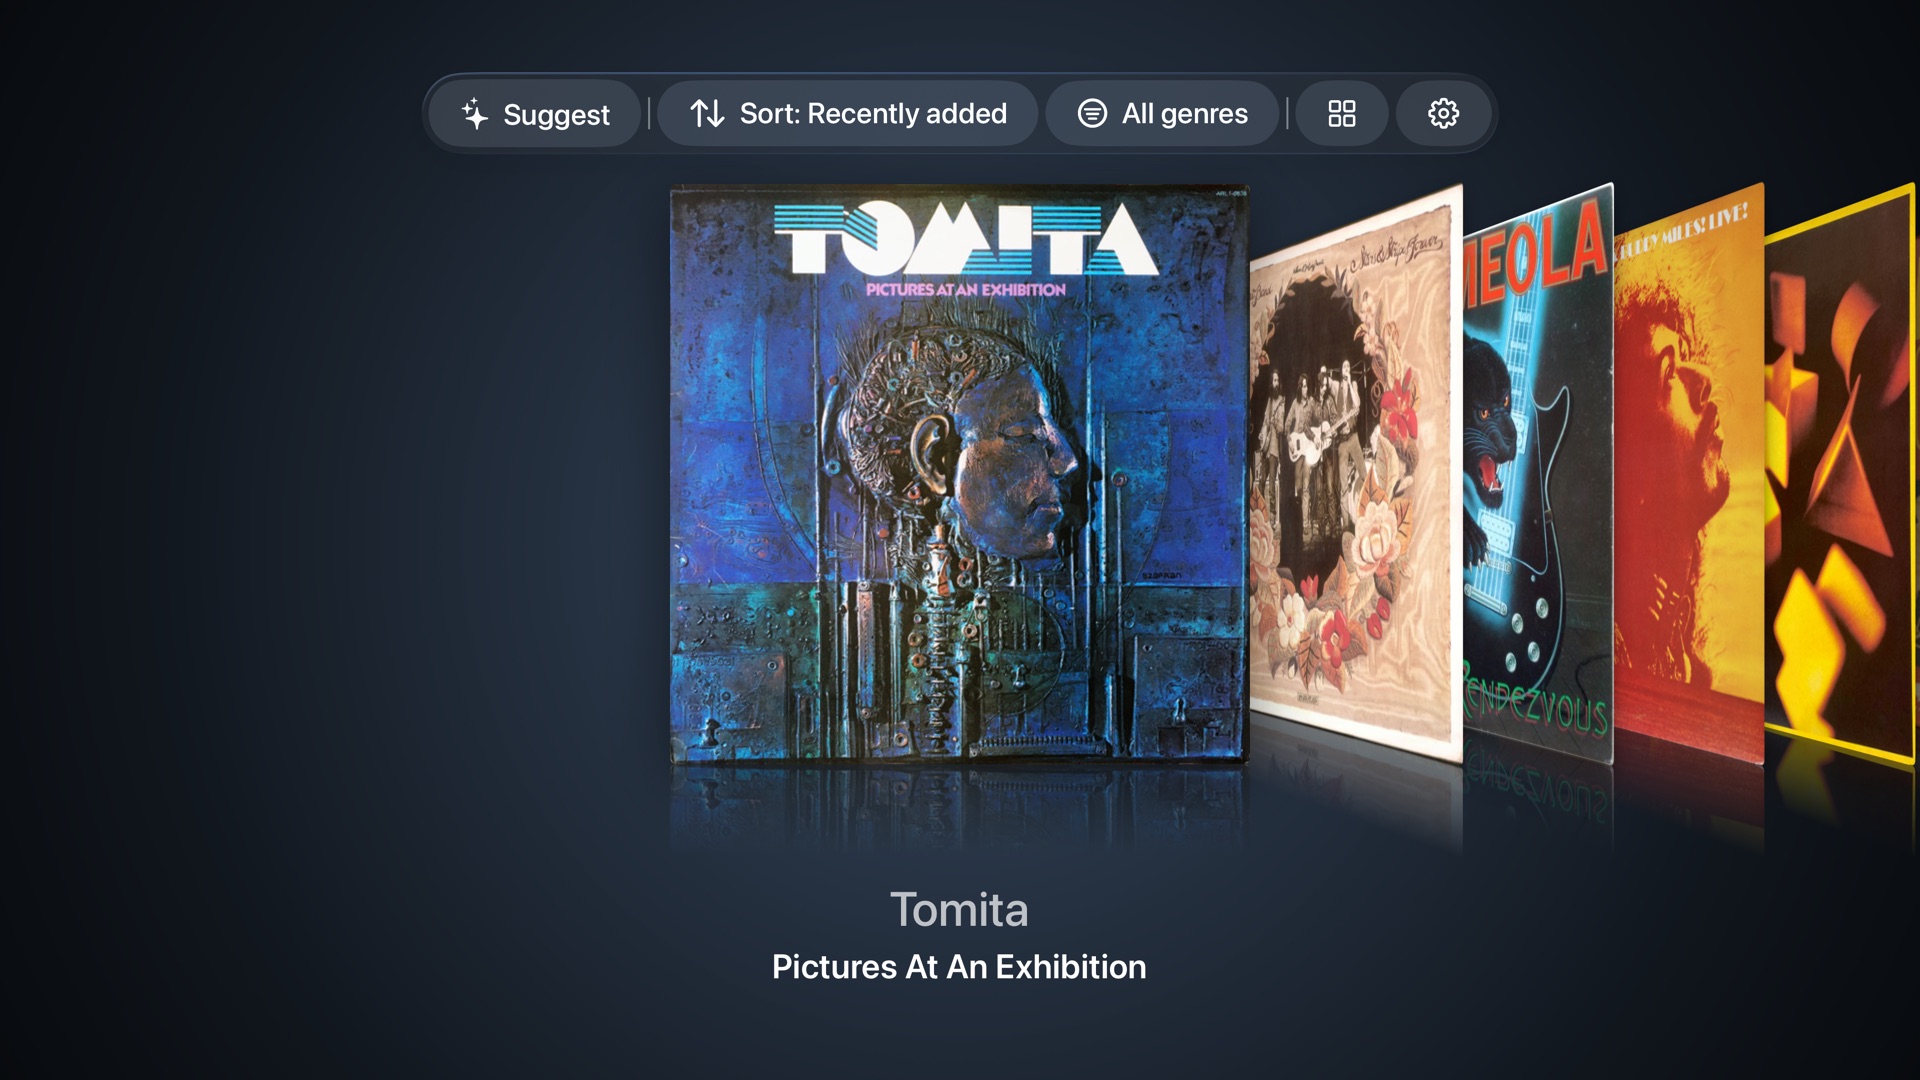 Suggest
Sort: Recently added
All genres
TOMITA
PICTURES AT AN EXHIBITION
MEOLA
RENDEZVOUS
BUDDY MILES! LIVE!
Tomita
Pictures At An Exhibition